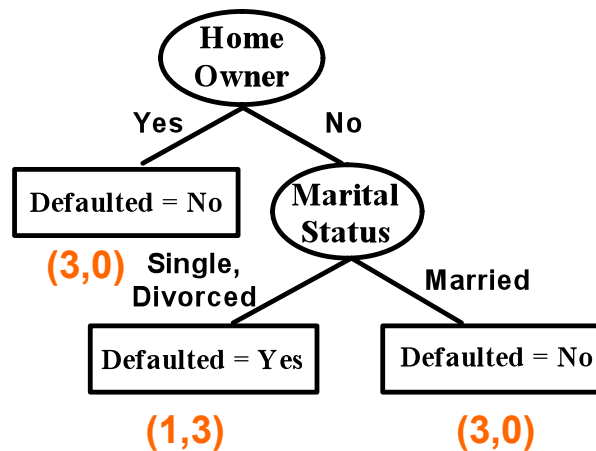 Home
Owner
Yes
No
Defaulted = No
Marital
Status
(3,0)
Single,
Divorced
Married
Defaulted = Yes
Defaulted = No
(1,3)
(3,0)